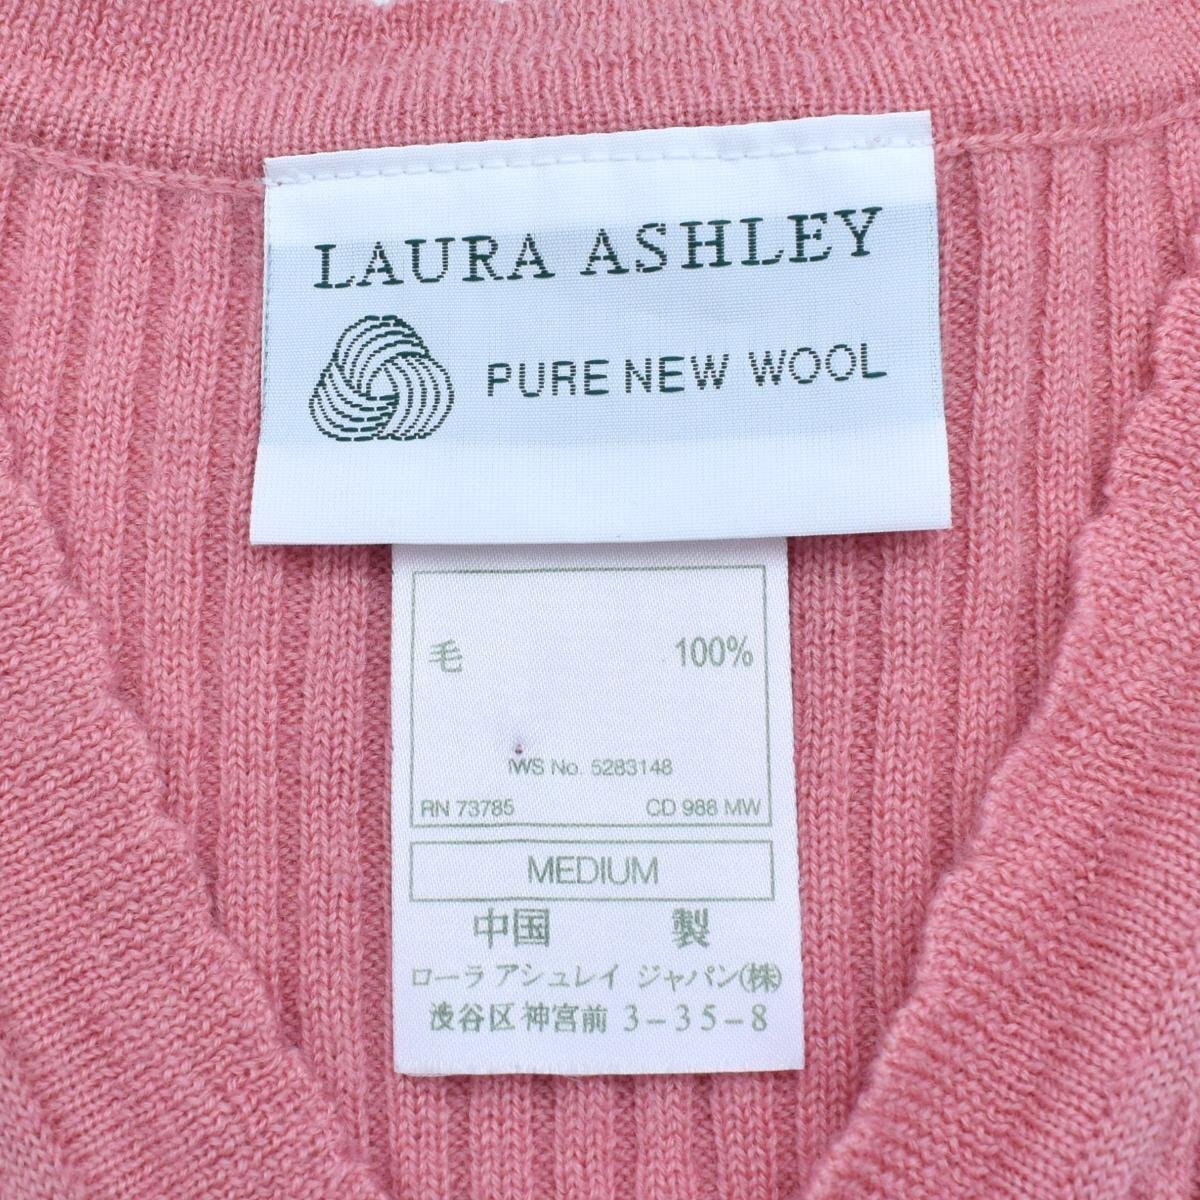 LAURA ASHLEY
PURE NEW WOOL
毛 100%
IWS No. 5283148
RN 73785 CD 988 MW
MEDIUM
中国 製
ローラ アシュレイ ジャパン㈱
渋谷区 神宮前 3-35-8